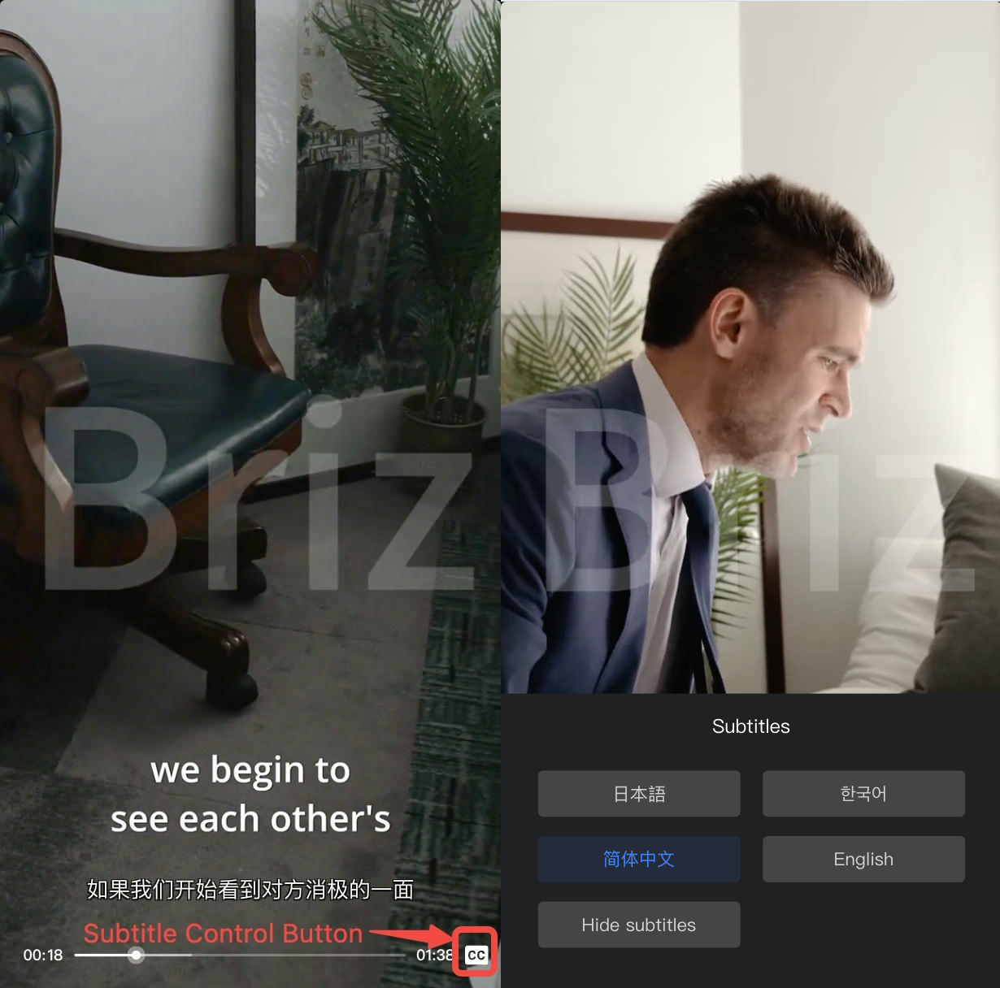 Briz
we begin to
see each other's
如果我们开始看到对方消极的一面
Subtitle Control Button
00:18
01:38
CC
Briz
Subtitles
日本語
한국어
简体中文
English
Hide subtitles